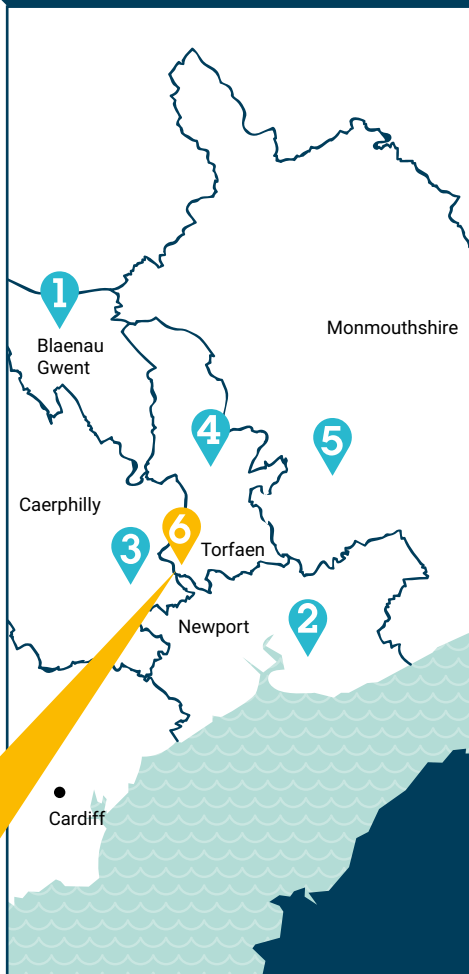 1
Monmouthshire
Blaenau
Gwent
4
5
Caerphilly
6
3
Torfaen
2
Newport
Cardiff